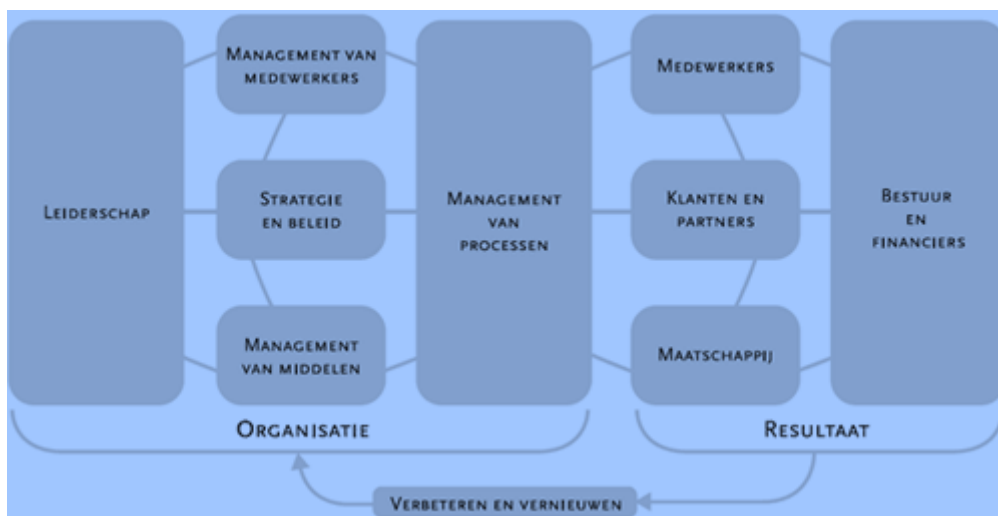 LEIDERSCHAP
MANAGEMENT VAN
MEDEWERKERS
STRATEGIE
EN BELEID
MANAGEMENT
VAN MIDDELEN
MANAGEMENT
VAN
PROCESSEN
MEDEWERKERS
KLANTEN EN
PARTNERS
MAATSCHAPPIJ
BESTUUR
EN
FINANCIERS
ORGANISATIE
RESULTAAT
VERBETEREN EN VERNIEUWEN